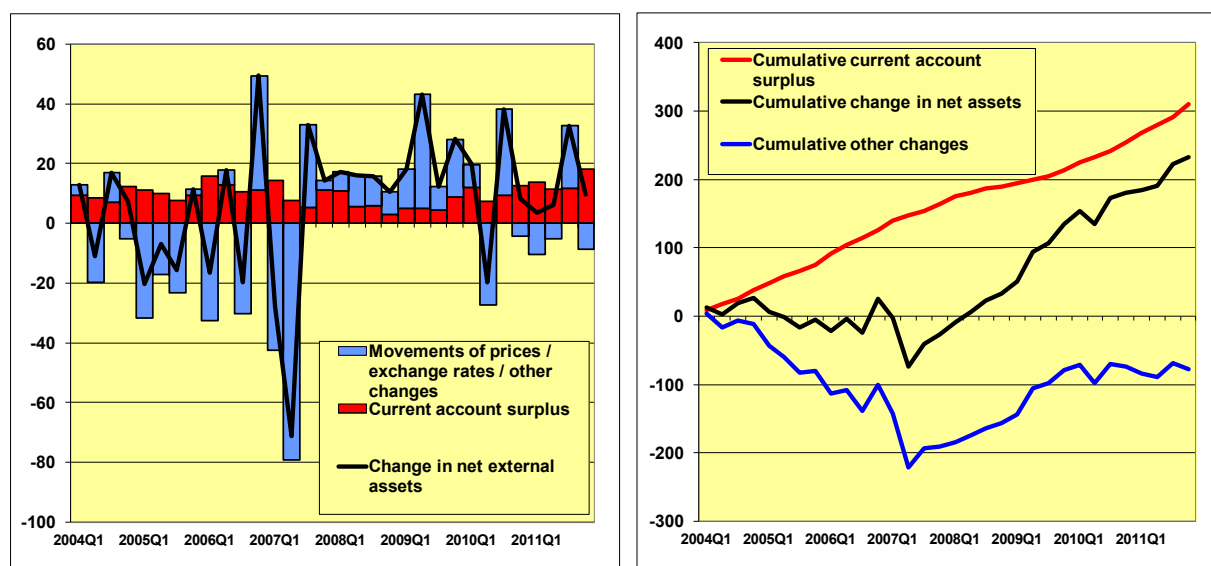 60
40
20
0
-20
-40
-60
-80
-100
2004Q1 2005Q1 2006Q1 2007Q1 2008Q1 2009Q1 2010Q1 2011Q1
Movements of prices /
exchange rates / other
changes
Current account surplus
Change in net external
assets
400
300
200
100
0
-100
-200
-300
2004Q1 2005Q1 2006Q1 2007Q1 2008Q1 2009Q1 2010Q1 2011Q1
Cumulative current account
surplus
Cumulative change in net assets
Cumulative other changes